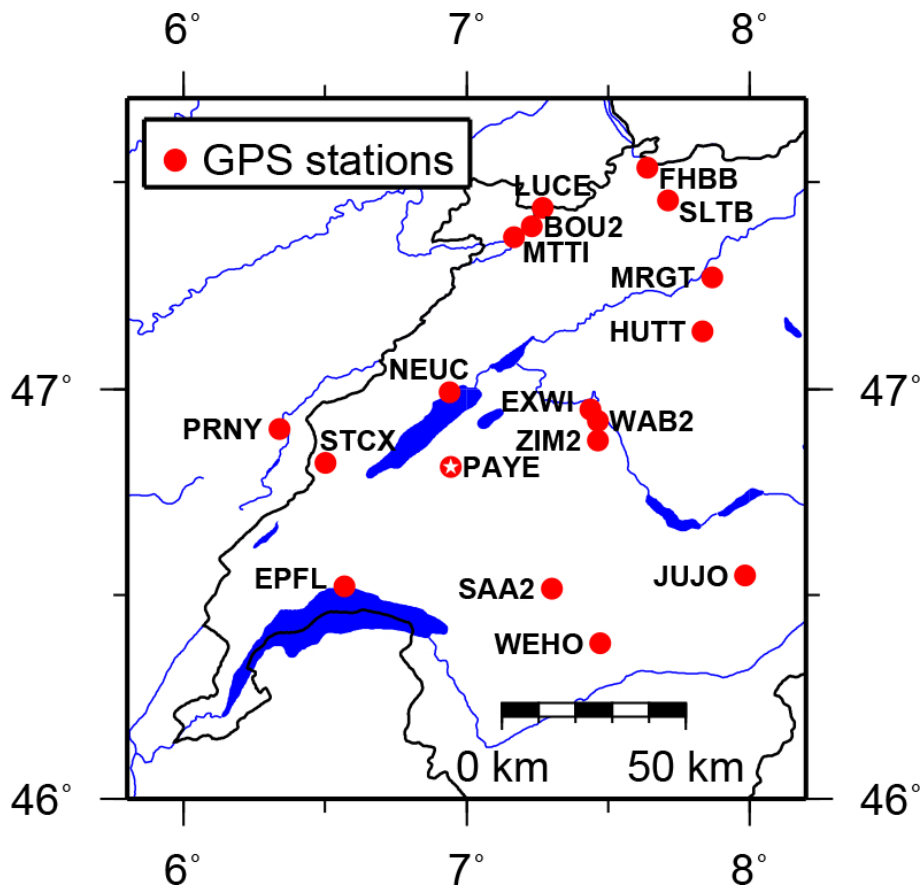 6° 7° 8°
GPS stations
FHBB
LUCE
SLTB
BOU2
MTTI
MRGT
HUTT
47° 47°
NEUC
EXWI
WAB2
PRNY
STCX
ZIM2
PAYE
EPFL
SAA2
JUJO
WEHO
0 km 50 km
46° 46°
6° 7° 8°